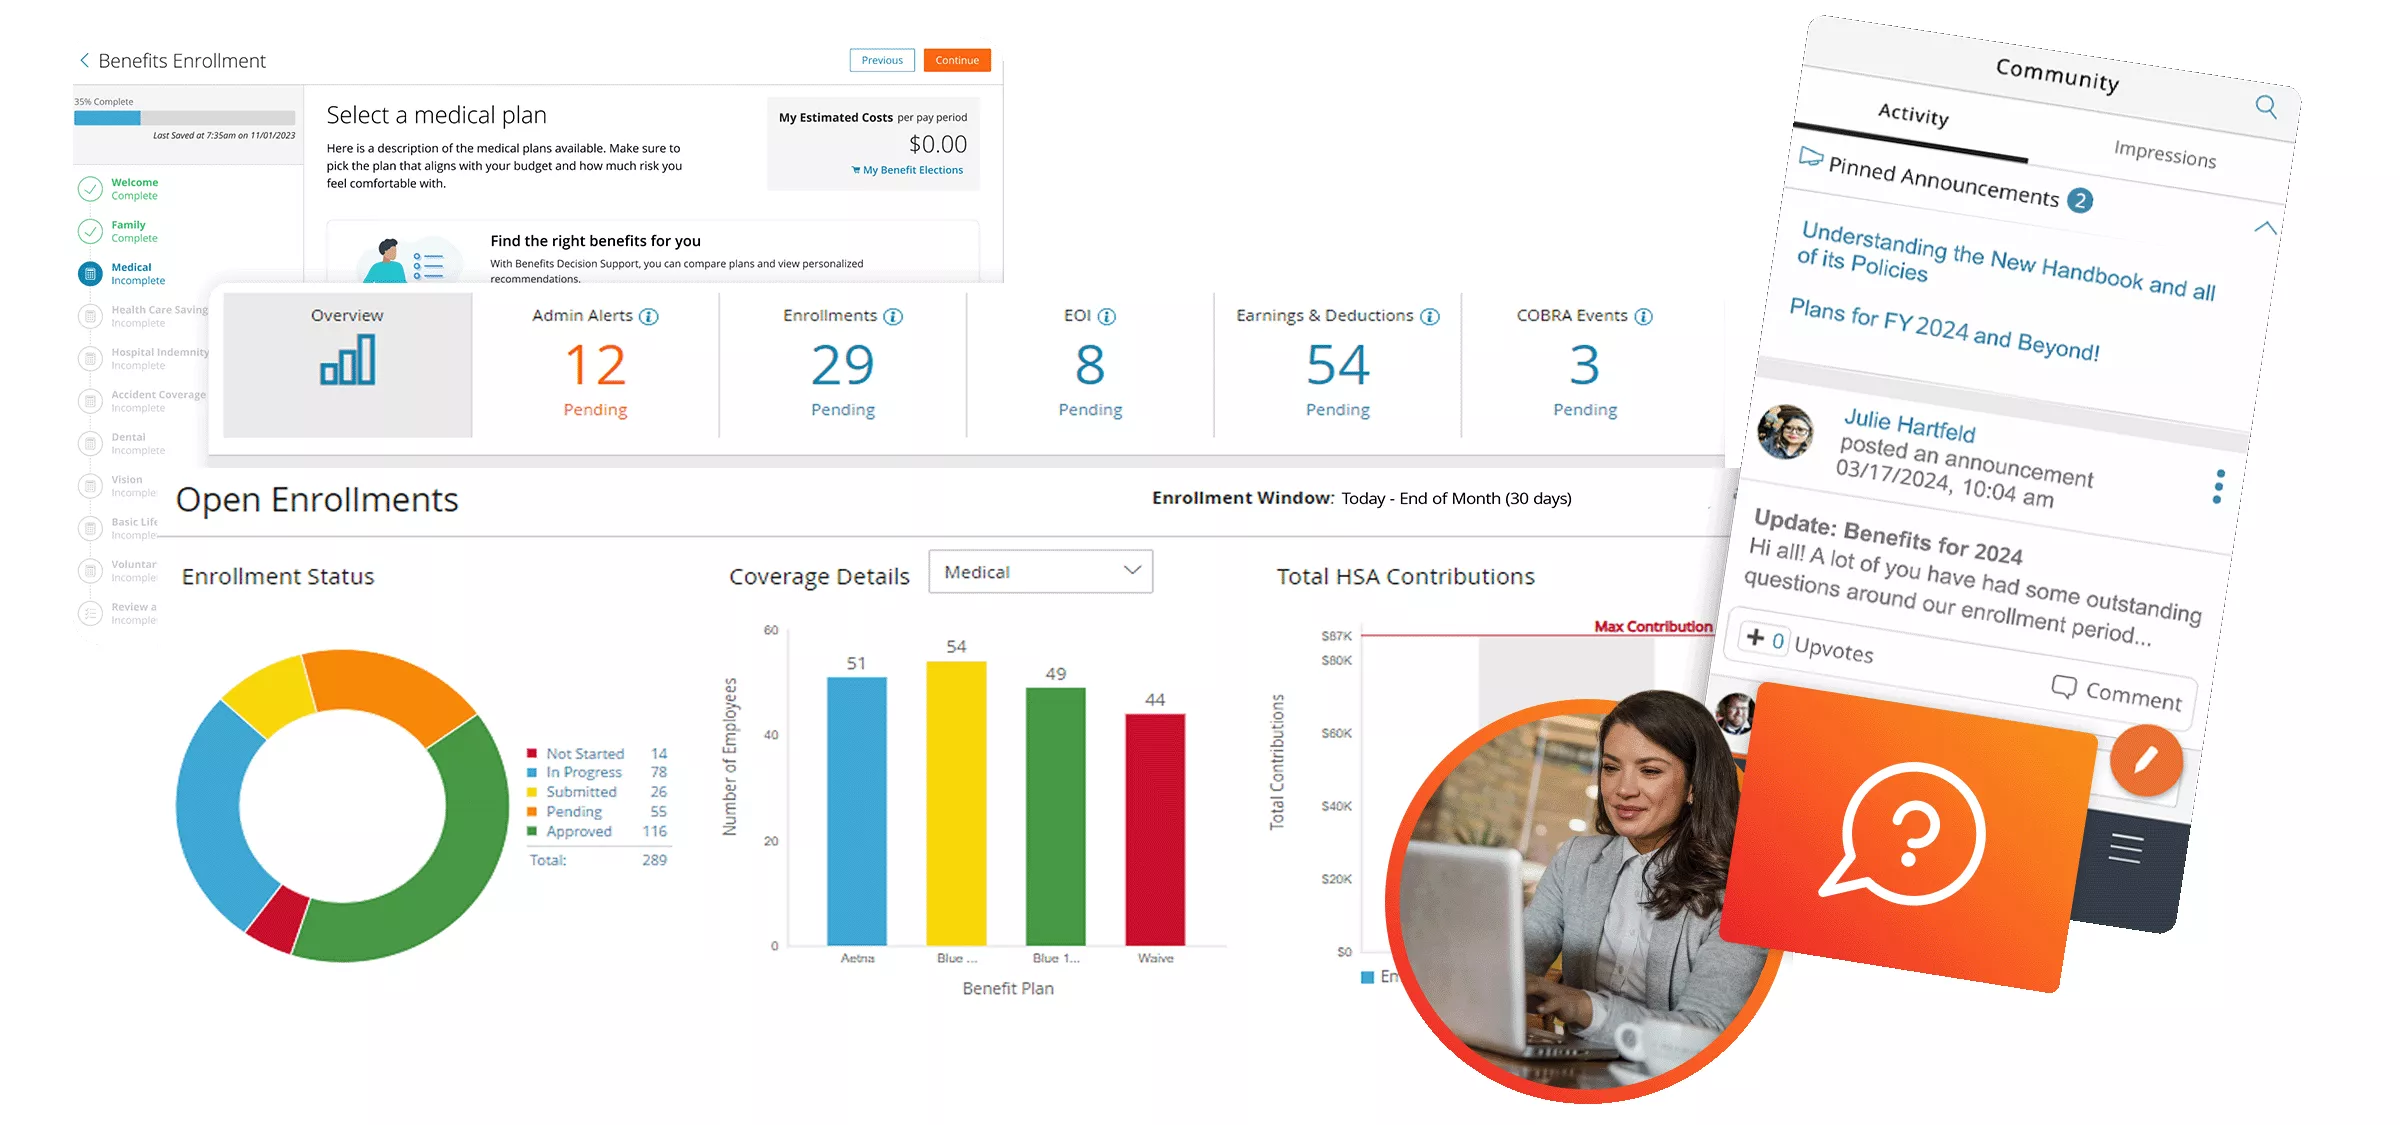 Benefits Enrollment
Previous
Continue
35% Complete
Last Saved at 7:35am on 11/01/2023
Welcome
Complete
Family
Complete
Medical
Incomplete
Health Care Saving
Incomplete
Hospital Indemnity
Incomplete
Accident Coverage
Incomplete
Dental
Incomplete
Vision
Incomple
Basic Life
Incomple
Voluntar
Incomple
Review a
Incomple
Select a medical plan
Here is a description of the medical plans available. Make sure to
pick the plan that aligns with your budget and how much risk you
feel comfortable with.
My Estimated Costs per pay period
$0.00
My Benefit Elections
Find the right benefits for you
With Benefits Decision Support, you can compare plans and view personalized
recommendations.
Overview
Admin Alerts
12
Pending
Enrollments
29
Pending
EOI
8
Pending
Earnings & Deductions
54
Pending
COBRA Events
3
Pending
Open Enrollments
Enrollment Window: Today - End of Month (30 days)
Enrollment Status
Not Started 14
In Progress 78
Submitted 26
Pending 55
Approved 116
Total: 289
Coverage Details
Medical
Number of Employees
60
40
20
0
51
54
49
44
Aetna
Blue ...
Blue 1...
Waive
Benefit Plan
Total HSA Contributions
Max Contribution
Total Contributions
$87K
$80K
$60K
$40K
$20K
$0
En
Community
Activity
Impressions
Pinned Announcements 2
Understanding the New Handbook and all
of its Policies
Plans for FY 2024 and Beyond!
Julie Hartfeld
posted an announcement
03/17/2024, 10:04 am
Update: Benefits for 2024
Hi all! A lot of you have had some outstanding
questions around our enrollment period...
+ 0 Upvotes
Comment
?